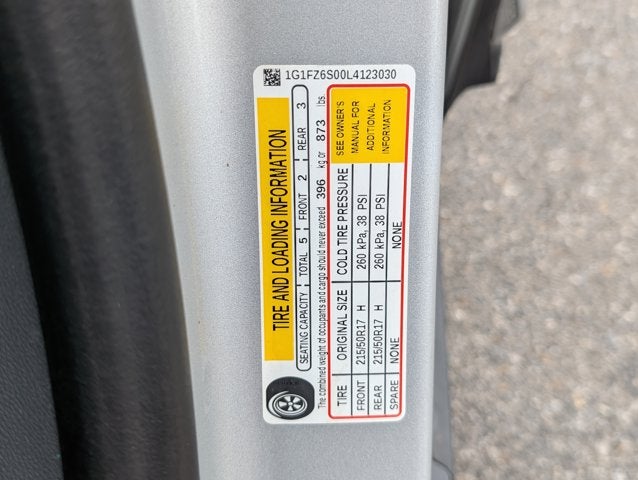 1G1FZ6S00L4123030
TIRE AND LOADING INFORMATION
SEATING CAPACITY TOTAL 5 FRONT 2 REAR 3
The combined weight of occupants and cargo should never exceed 396 kg or 873 lbs.
TIRE ORIGINAL SIZE COLD TIRE PRESSURE
FRONT 215/50R17 H 260 kPa, 38 PSI
REAR 215/50R17 H 260 kPa, 38 PSI
SPARE NONE NONE
SEE OWNER'S
MANUAL FOR
ADDITIONAL
INFORMATION